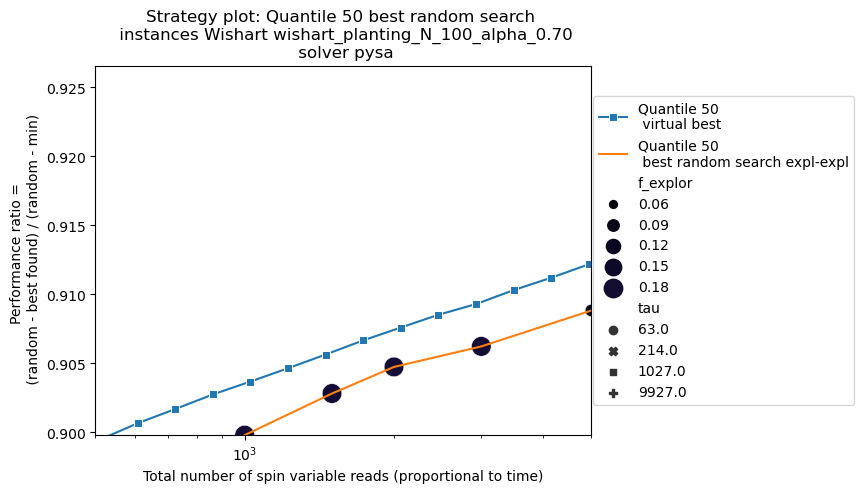 Strategy plot: Quantile 50 best random search
instances Wishart wishart_planting_N_100_alpha_0.70
solver pysa
0.925
0.920
0.915
0.910
0.905
0.900
Performance ratio =
(random - best found) / (random - min)
10³
Total number of spin variable reads (proportional to time)
Quantile 50
virtual best
Quantile 50
best random search expl-expl
f_explor
0.06
0.09
0.12
0.15
0.18
tau
63.0
214.0
1027.0
9927.0